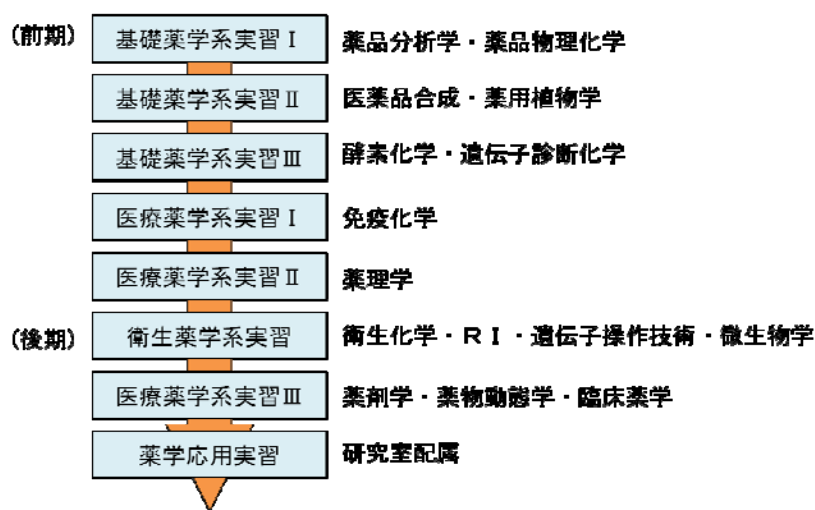 (前期) 基礎薬学系実習Ⅰ 薬品分析学・薬品物理化学
基礎薬学系実習Ⅱ 医薬品合成・薬用植物学
基礎薬学系実習Ⅲ 酵素化学・遺伝子診断化学
医療薬学系実習Ⅰ 免疫化学
医療薬学系実習Ⅱ 薬理学
(後期) 衛生薬学系実習 衛生化学・RI・遺伝子操作技術・微生物学
医療薬学系実習Ⅲ 薬剤学・薬物動態学・臨床薬学
薬学応用実習 研究室配属